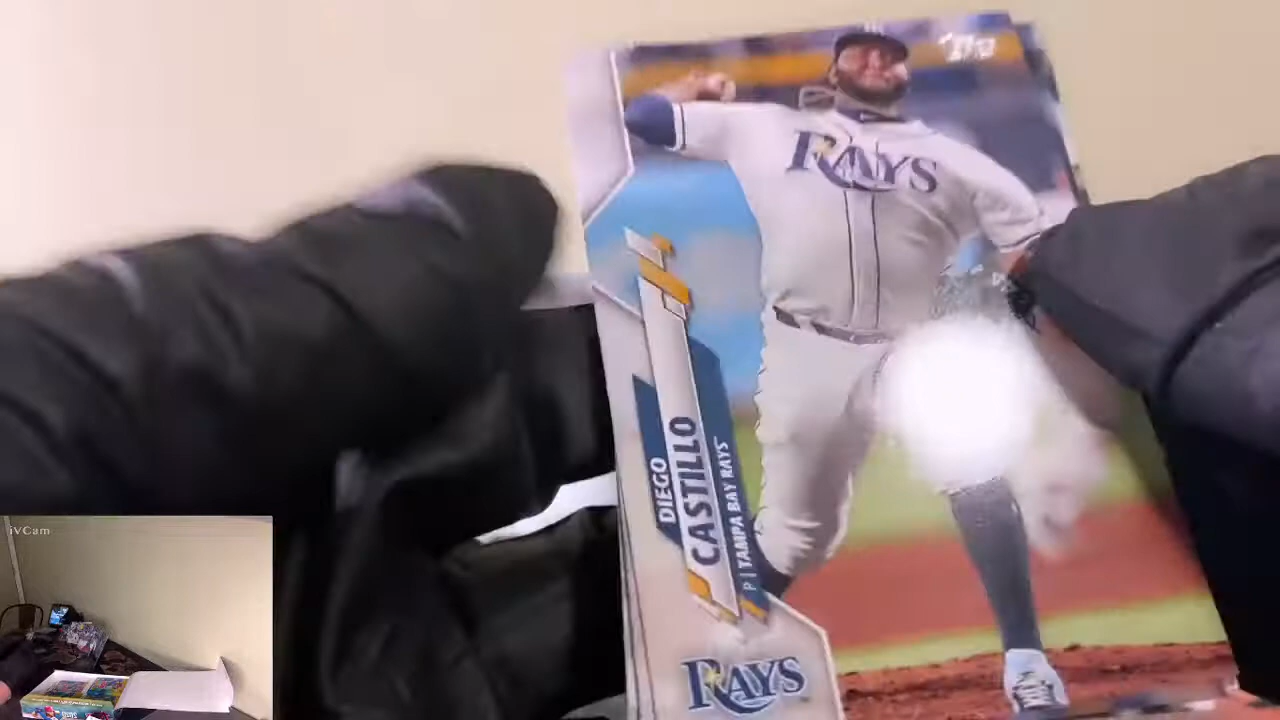 RAYS
DIEGO
CASTILLO
P | TAMPA BAY RAYS
RAYS
iVCam